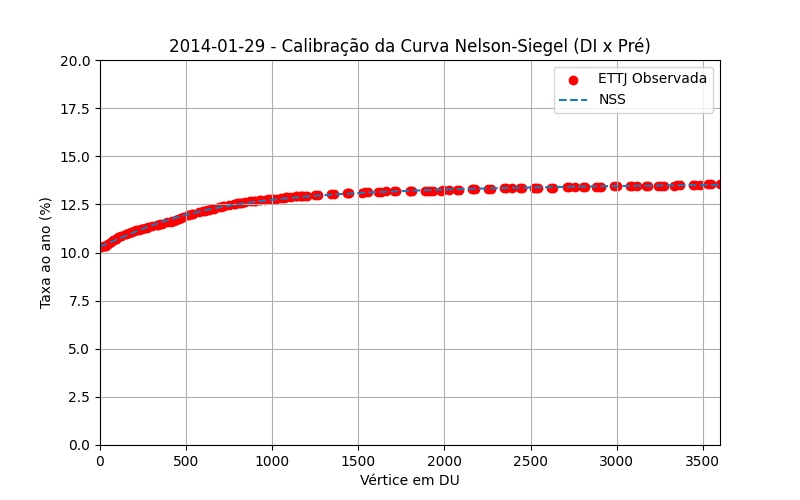 2014-01-29 - Calibração da Curva Nelson-Siegel (DI x Pré)
20.0
17.5
15.0
12.5
10.0
7.5
5.0
2.5
0.0
Taxa ao ano (%)
ETTJ Observada
NSS
0 500 1000 1500 2000 2500 3000 3500
Vértice em DU